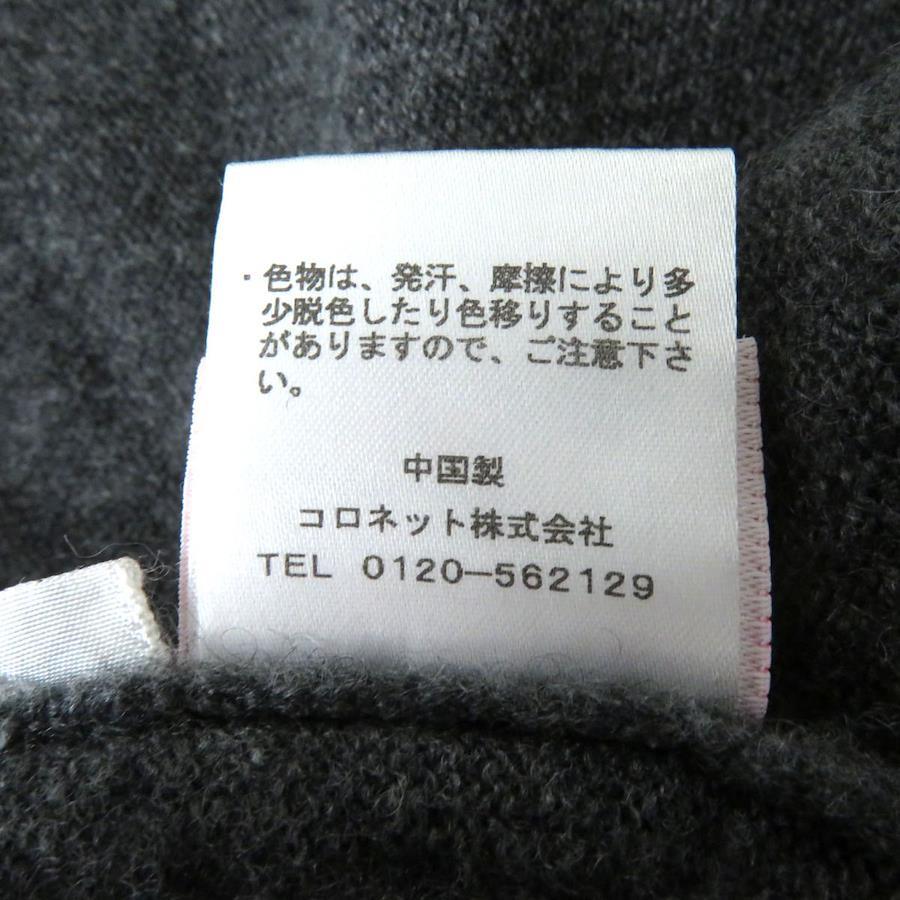 ・色物は、発汗、摩擦により多
少脱色したり色移りすること
がありますので、ご注意下さ
い。
中国製
コロネット株式会社
TEL 0120-562129